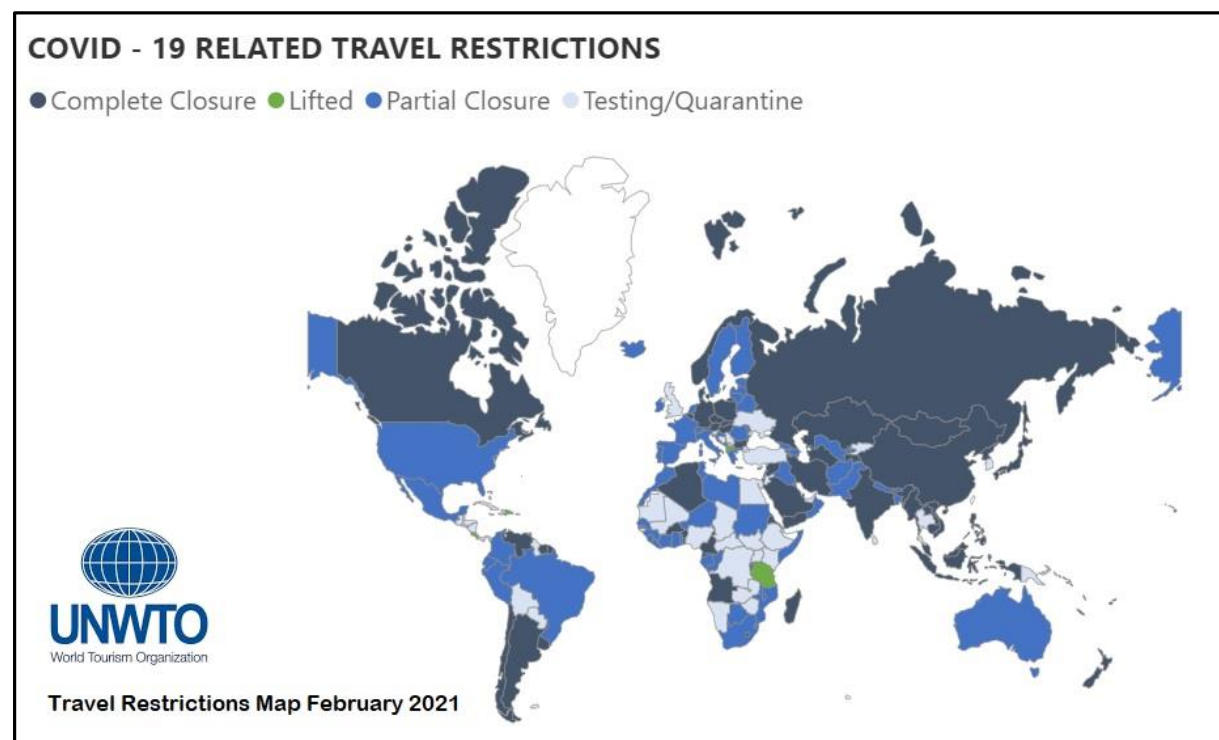 COVID - 19 RELATED TRAVEL RESTRICTIONS
Complete Closure Lifted Partial Closure Testing/Quarantine
UNWTO
World Tourism Organization
Travel Restrictions Map February 2021